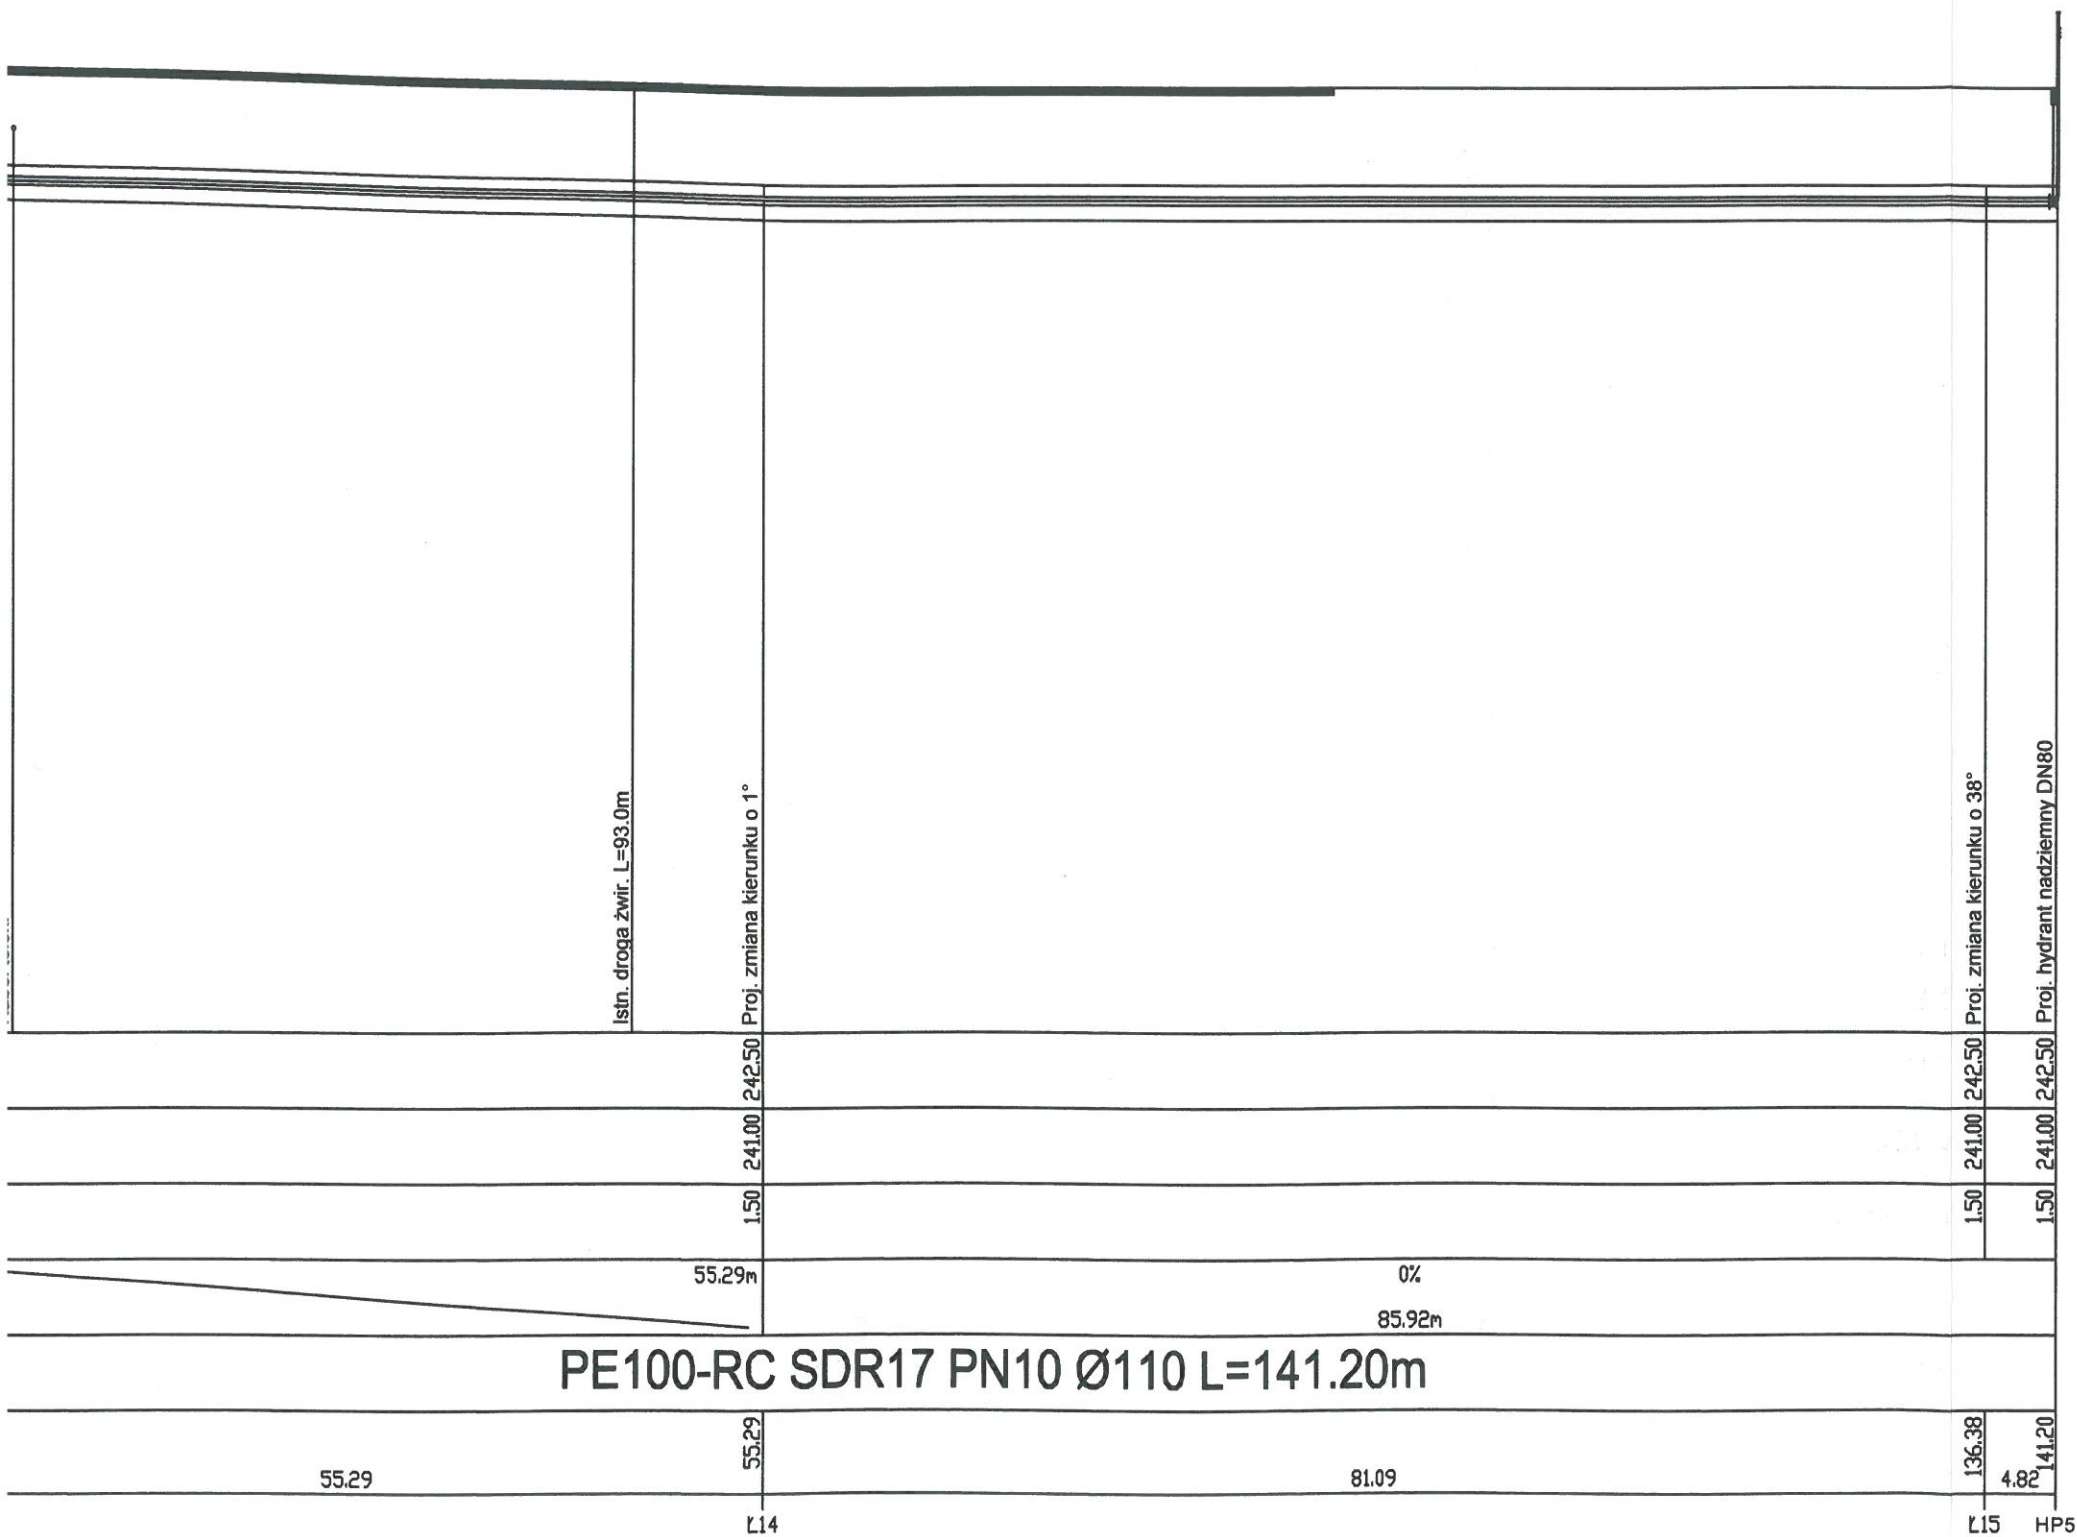 Istn. droga żwir. L=93.0m
Proj. zmiana kierunku o 1°
Proj. zmiana kierunku o 38°
Proj. hydrant nadziemny DN80
242.50
242.50
242.50
241.00
241.00
241.00
1.50
1.50
1.50
55.29m
0%
85.92m
PE100-RC SDR17 PN10 Ø110 L=141.20m
55.29
136.38
141.20
55.29
81.09
4.82
Ł14
Ł15
HP5